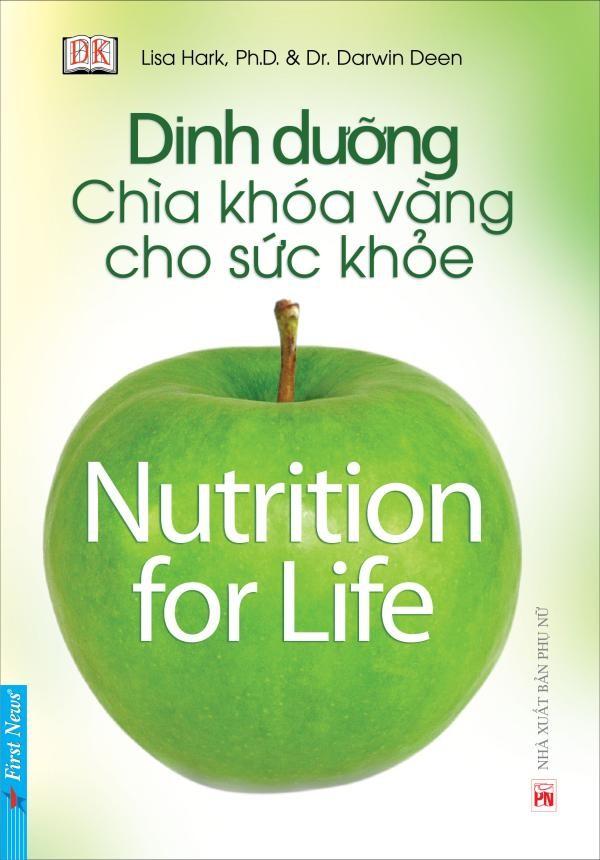 DK
Lisa Hark, Ph.D. & Dr. Darwin Deen
Dinh dưỡng
Chìa khóa vàng
cho sức khỏe
Nutrition
for Life
NHÀ XUẤT BẢN PHỤ NỮ
PN
First News®